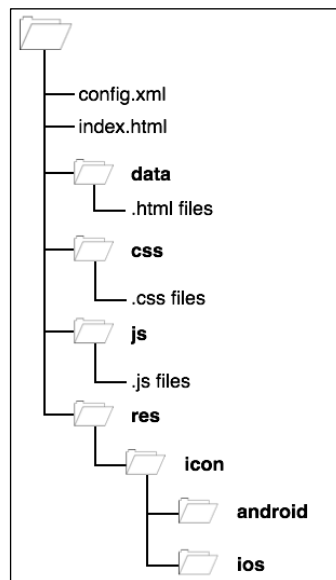 config.xml
index.html
data
.html files
css
.css files
js
.js files
res
icon
android
ios